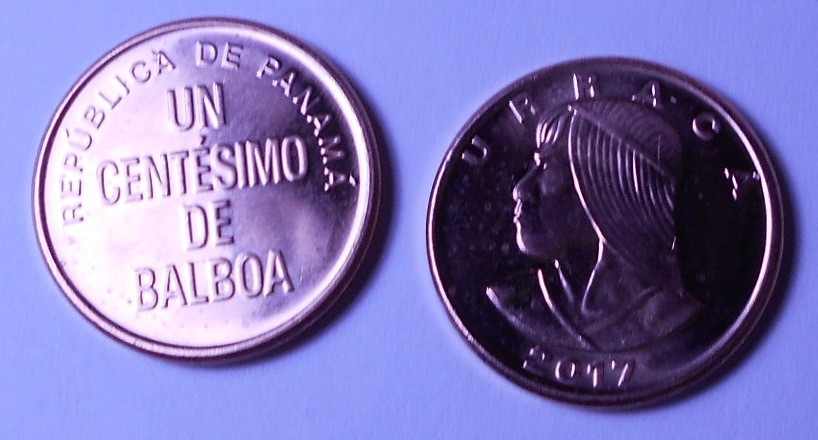 REPÚBLICA DE PANAMÁ
UN
CENTÉSIMO
DE
BALBOA
URRACÁ
2017